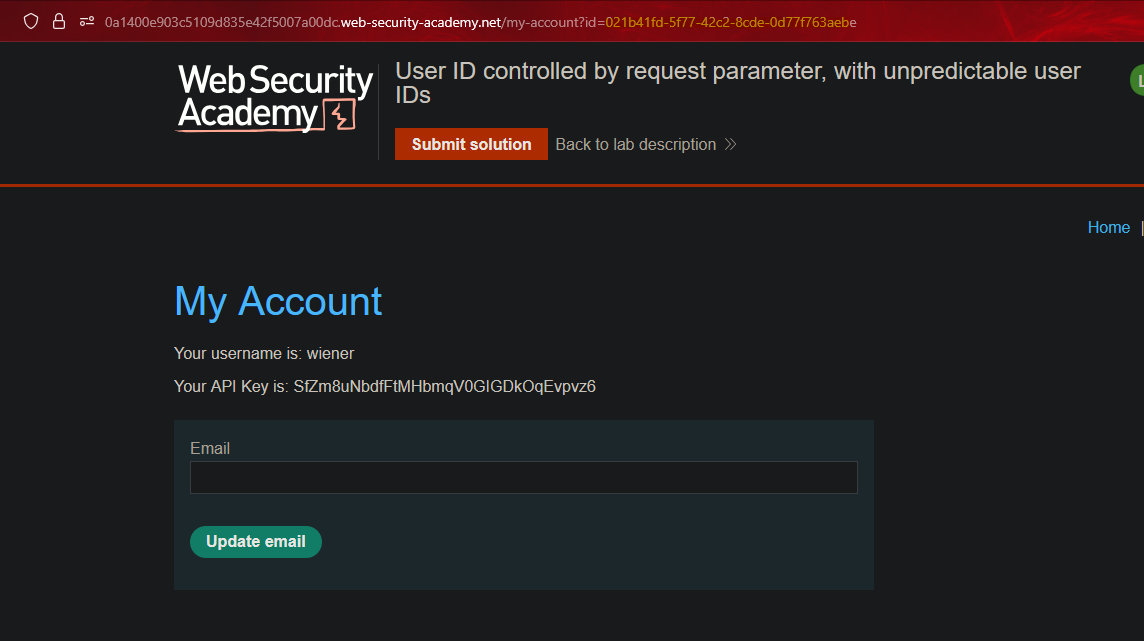 0a1400e903c5109d835e42f5007a00dc.web-security-academy.net/my-account?id=021b41fd-5f77-42c2-8cde-0d77f763aebe
WebSecurity
Academy
User ID controlled by request parameter, with unpredictable user
IDs
Submit solution Back to lab description
Home |
My Account
Your username is: wiener
Your API Key is: SfZm8uNbdfFtMHbmqV0GIGDkOqEvpvz6
Email
Update email